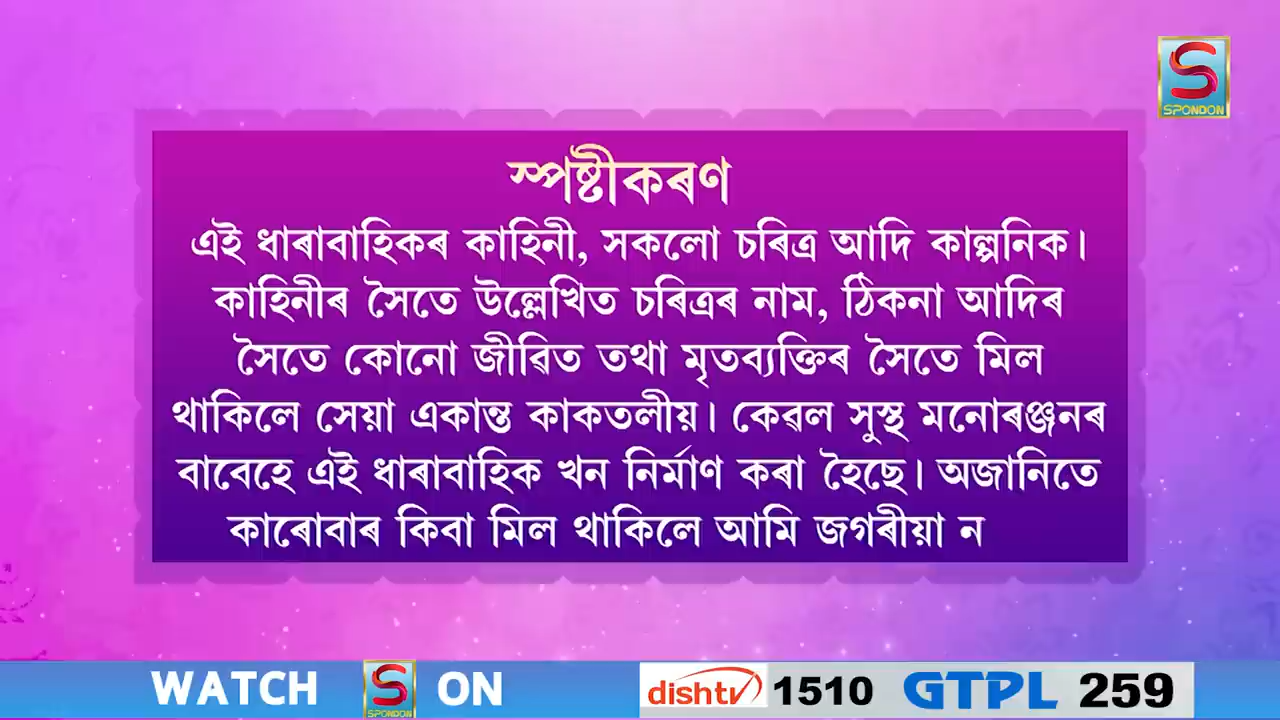 SPONDON
স্পষ্টীকৰণ
এই ধাৰাবাহিকৰ কাহিনী, সকলো চৰিত্ৰ আদি কাল্পনিক।
কাহিনীৰ সৈতে উল্লেখিত চৰিত্ৰৰ নাম, ঠিকনা আদিৰ
সৈতে কোনো জীৱিত তথা মৃতব্যক্তিৰ সৈতে মিল
থাকিলে সেয়া একান্ত কাকতলীয়। কেৱল সুস্থ মনোৰঞ্জনৰ
বাবেহে এই ধাৰাবাহিক খন নিৰ্মাণ কৰা হৈছে। অজানিতে
কাৰোবাৰ কিবা মিল থাকিলে আমি জগৰীয়া ন
WATCH S SPONDON ON dishtv 1510 GTPL 259